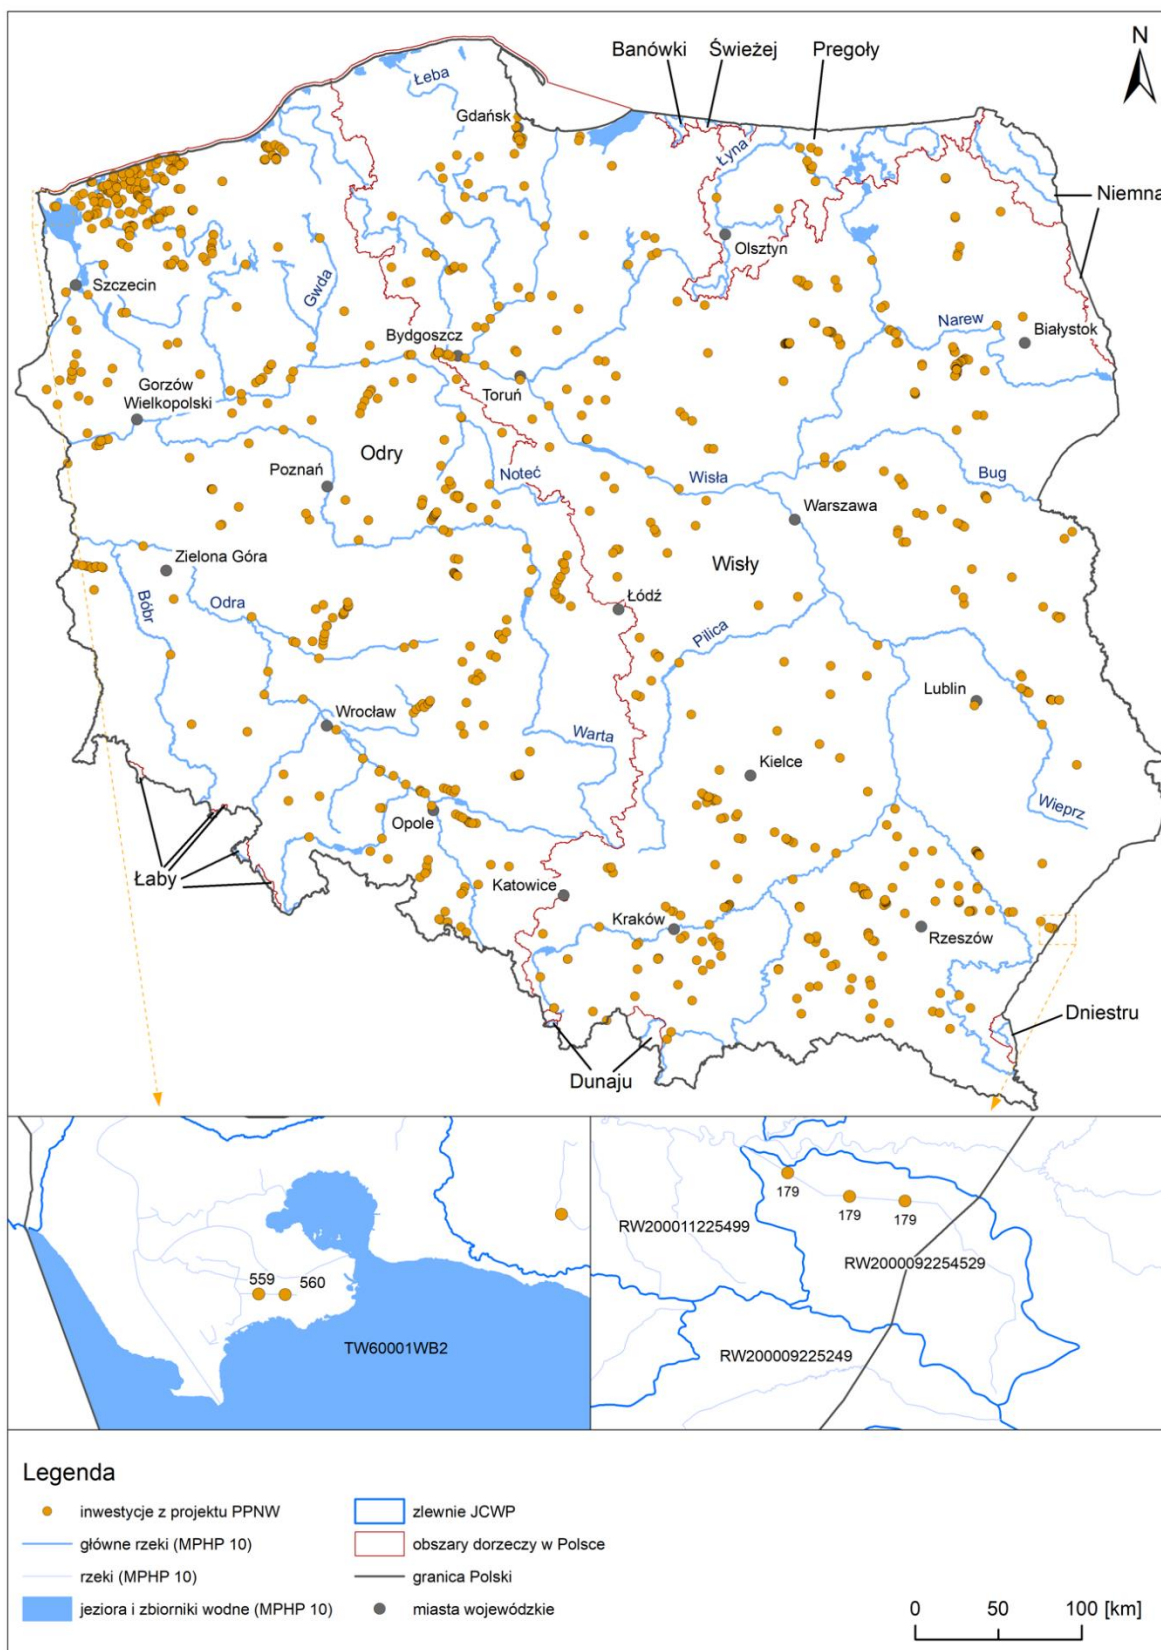 Banówki
Świeżej
Pregoły
N
Łeba
Gdańsk
Łyna
Niemna
Olsztyn
Szczecin
Gwda
Narew
Białystok
Bydgoszcz
Gorzów
Wielkopolski
Toruń
Odry
Poznań
Noteć
Wisła
Bug
Warszawa
Zielona Góra
Wisły
Bóbr
Odra
Łódź
Pilica
Lublin
Wrocław
Warta
Kielce
Wieprz
Opole
Łaby
Katowice
Kraków
Rzeszów
Dniestru
Dunaju
559
560
TW60001WB2
179
179
179
RW200011225499
RW2000092254529
RW200009225249
Legenda
inwestycje z projektu PPNW
zlewnie JCWP
główne rzeki (MPHP 10)
obszary dorzeczy w Polsce
rzeki (MPHP 10)
granica Polski
jeziora i zbiorniki wodne (MPHP 10)
miasta wojewódzkie
0 50 100 [km]